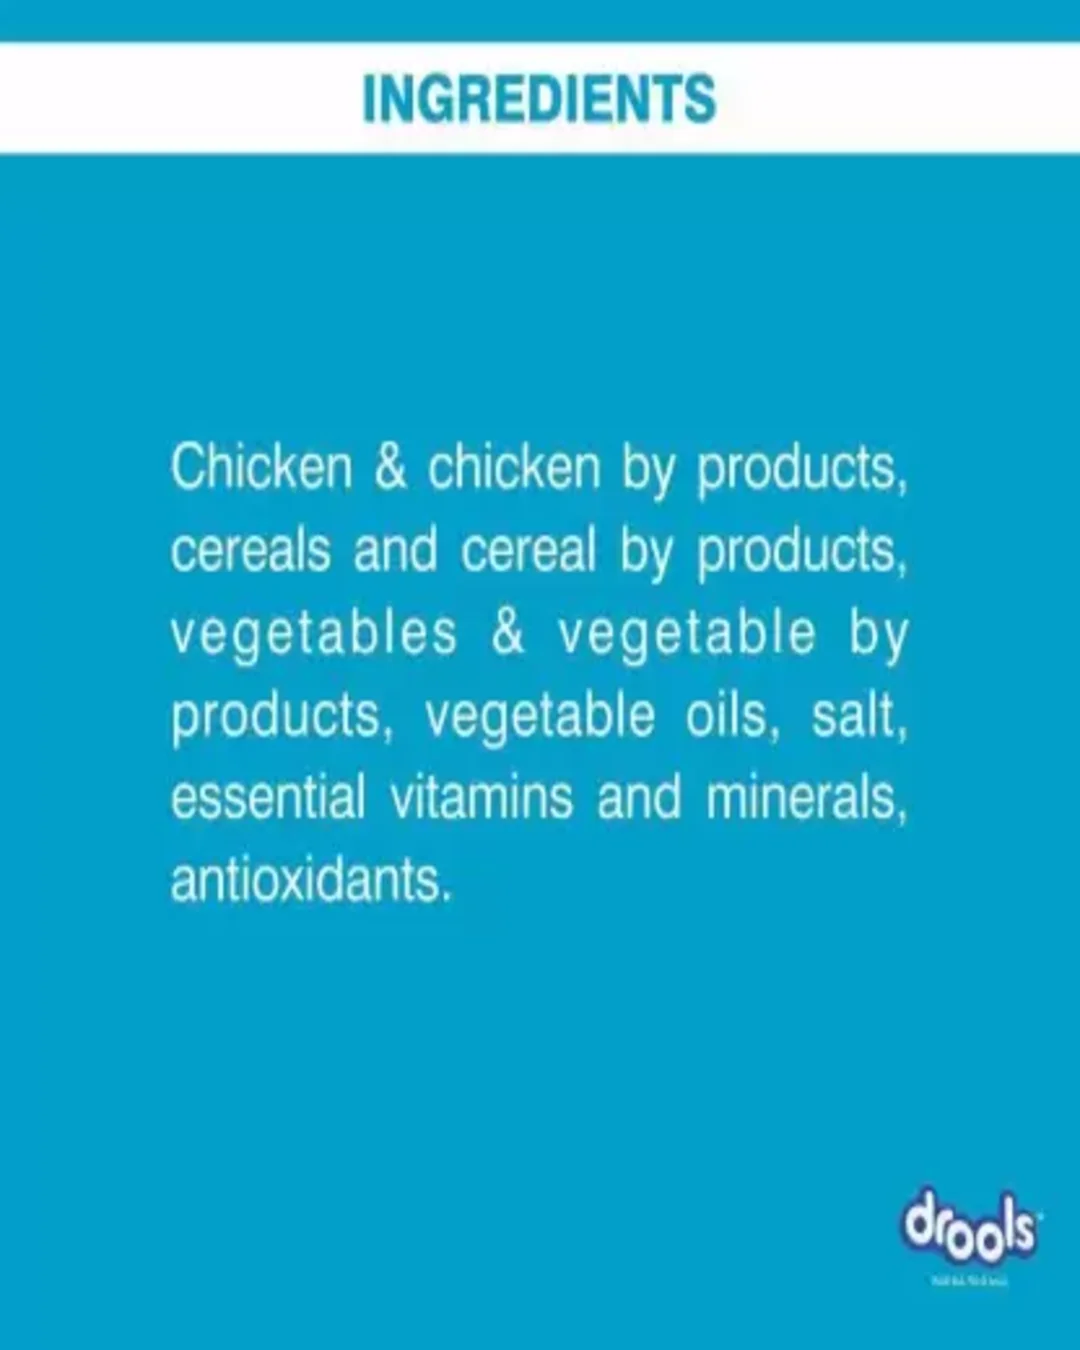 INGREDIENTS
Chicken & chicken by products,
cereals and cereal by products,
vegetables & vegetable by
products, vegetable oils, salt,
essential vitamins and minerals,
antioxidants.
drools